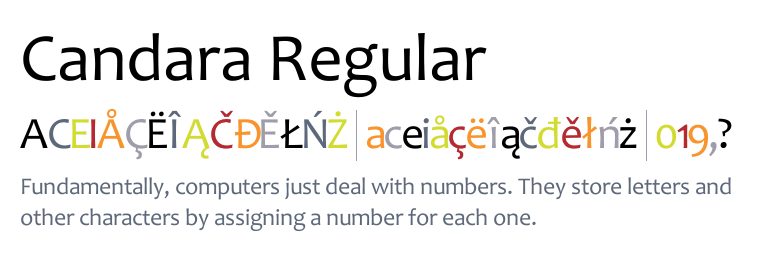 Candara Regular
ACEIÅÇËÎĄČĐĚŁŃŻ|aceiåçëîąčđěłńż|019,?
Fundamentally, computers just deal with numbers. They store letters and
other characters by assigning a number for each one.